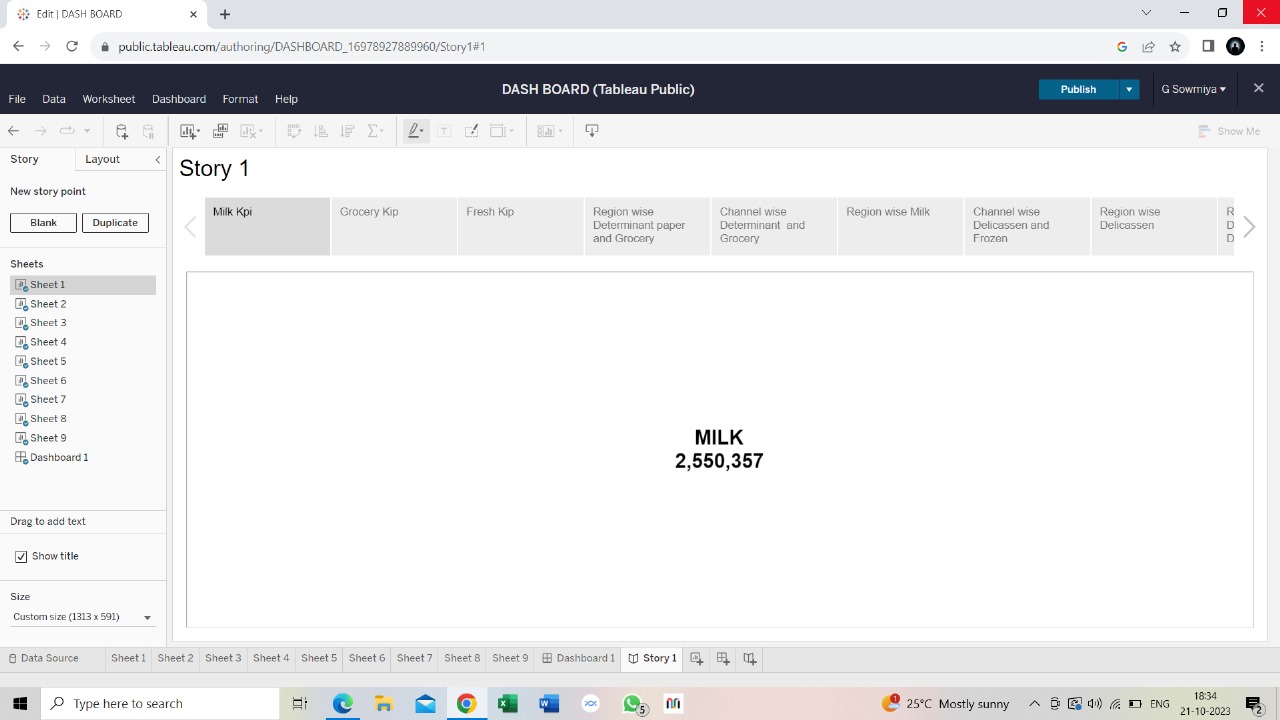 Edit | DASH BOARD
public.tableau.com/authoring/DASHBOARD_16978927889960/Story1#1
DASH BOARD (Tableau Public)
Publish
G Sowmiya
File Data Worksheet Dashboard Format Help
Show Me
Story Layout
Story 1
New story point
Blank Duplicate
Milk Kpi
Grocery Kip
Fresh Kip
Region wise
Determinant paper
and Grocery
Channel wise
Determinant and
Grocery
Region wise Milk
Channel wise
Delicassen and
Frozen
Region wise
Delicassen
R
D
D
Sheets
Sheet 1
Sheet 2
Sheet 3
Sheet 4
Sheet 5
Sheet 6
Sheet 7
Sheet 8
Sheet 9
Dashboard 1
MILK
2,550,357
Drag to add text
Show title
Size
Custom size (1313 x 591)
Data Source Sheet 1 Sheet 2 Sheet 3 Sheet 4 Sheet 5 Sheet 6 Sheet 7 Sheet 8 Sheet 9 Dashboard 1 Story 1
Type here to search
5
1
25°C Mostly sunny
ENG
18:34
21-10-2023
2